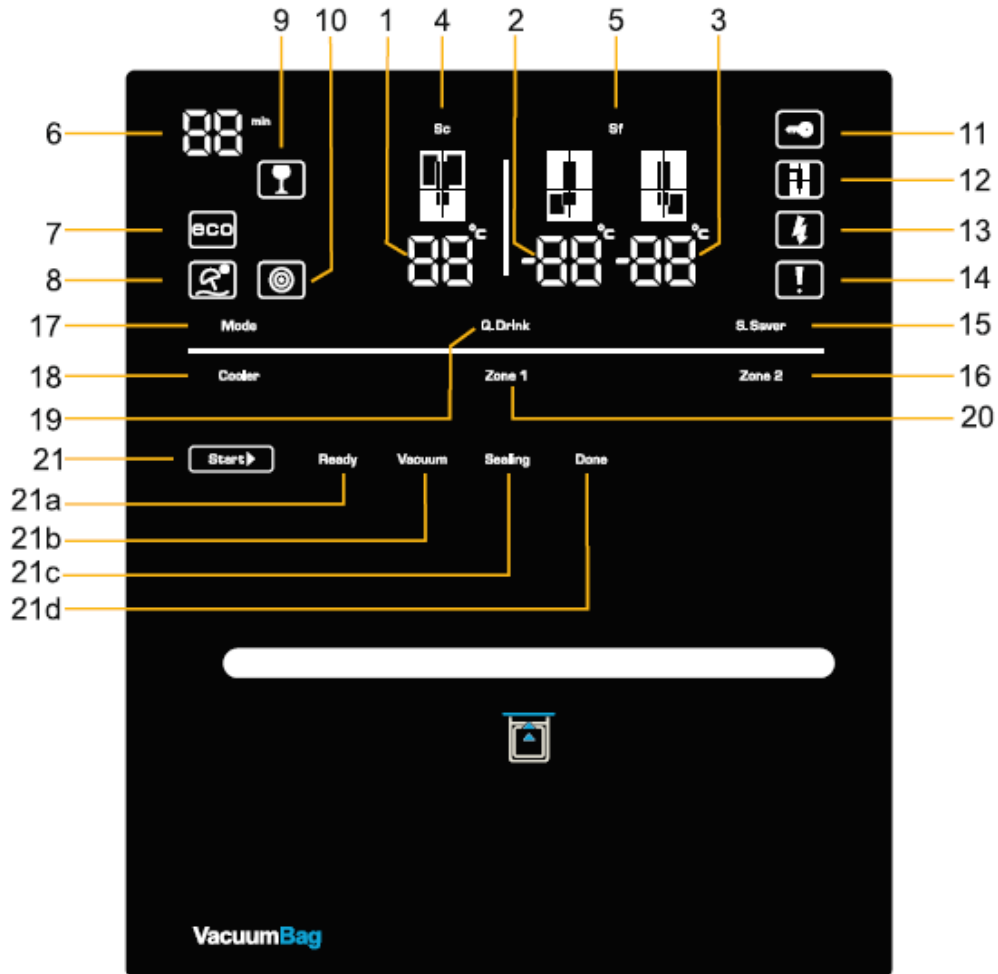 9 10 1 4 2 5 3
6 88 min Sc Sf 11
12
7 eco 1 88°c 2 -88°c -88°c 13
8 14
17 Mode Q.Drink S.Saver 15
18 Cooler Zone 1 Zone 2 16
19 20
21 Start Ready Vacuum Sealing Done
21a
21b
21c
21d
VacuumBag